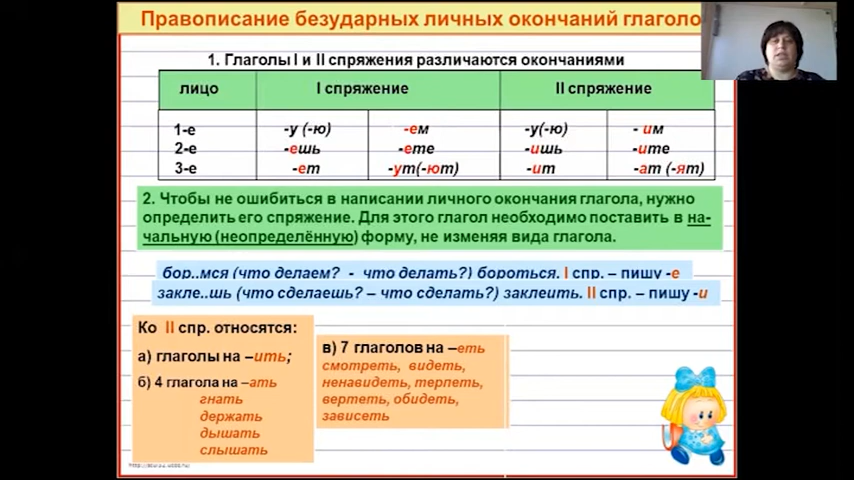 Правописание безударных личных окончаний глаголо
1. Глаголы I и II спряжения различаются окончаниями
лицо I спряжение II спряжение
1-е -у (-ю) -ем -у(-ю) - им
2-е -ешь -ете -ишь -ите
3-е -ет -ут(-ют) -ит -ат (-ят)
2. Чтобы не ошибиться в написании личного окончания глагола, нужно
определить его спряжение. Для этого глагол необходимо поставить в на-
чальную (неопределённую) форму, не изменяя вида глагола.
бор..мся (что делаем? - что делать?) бороться. I спр. – пишу -е
закле..шь (что сделаешь? – что сделать?) заклеить. II спр. – пишу -и
Ко II спр. относятся:
а) глаголы на –ить;
б) 4 глагола на –ать
гнать
держать
дышать
слышать
в) 7 глаголов на –еть
смотреть, видеть,
ненавидеть, терпеть,
вертеть, обидеть,
зависеть